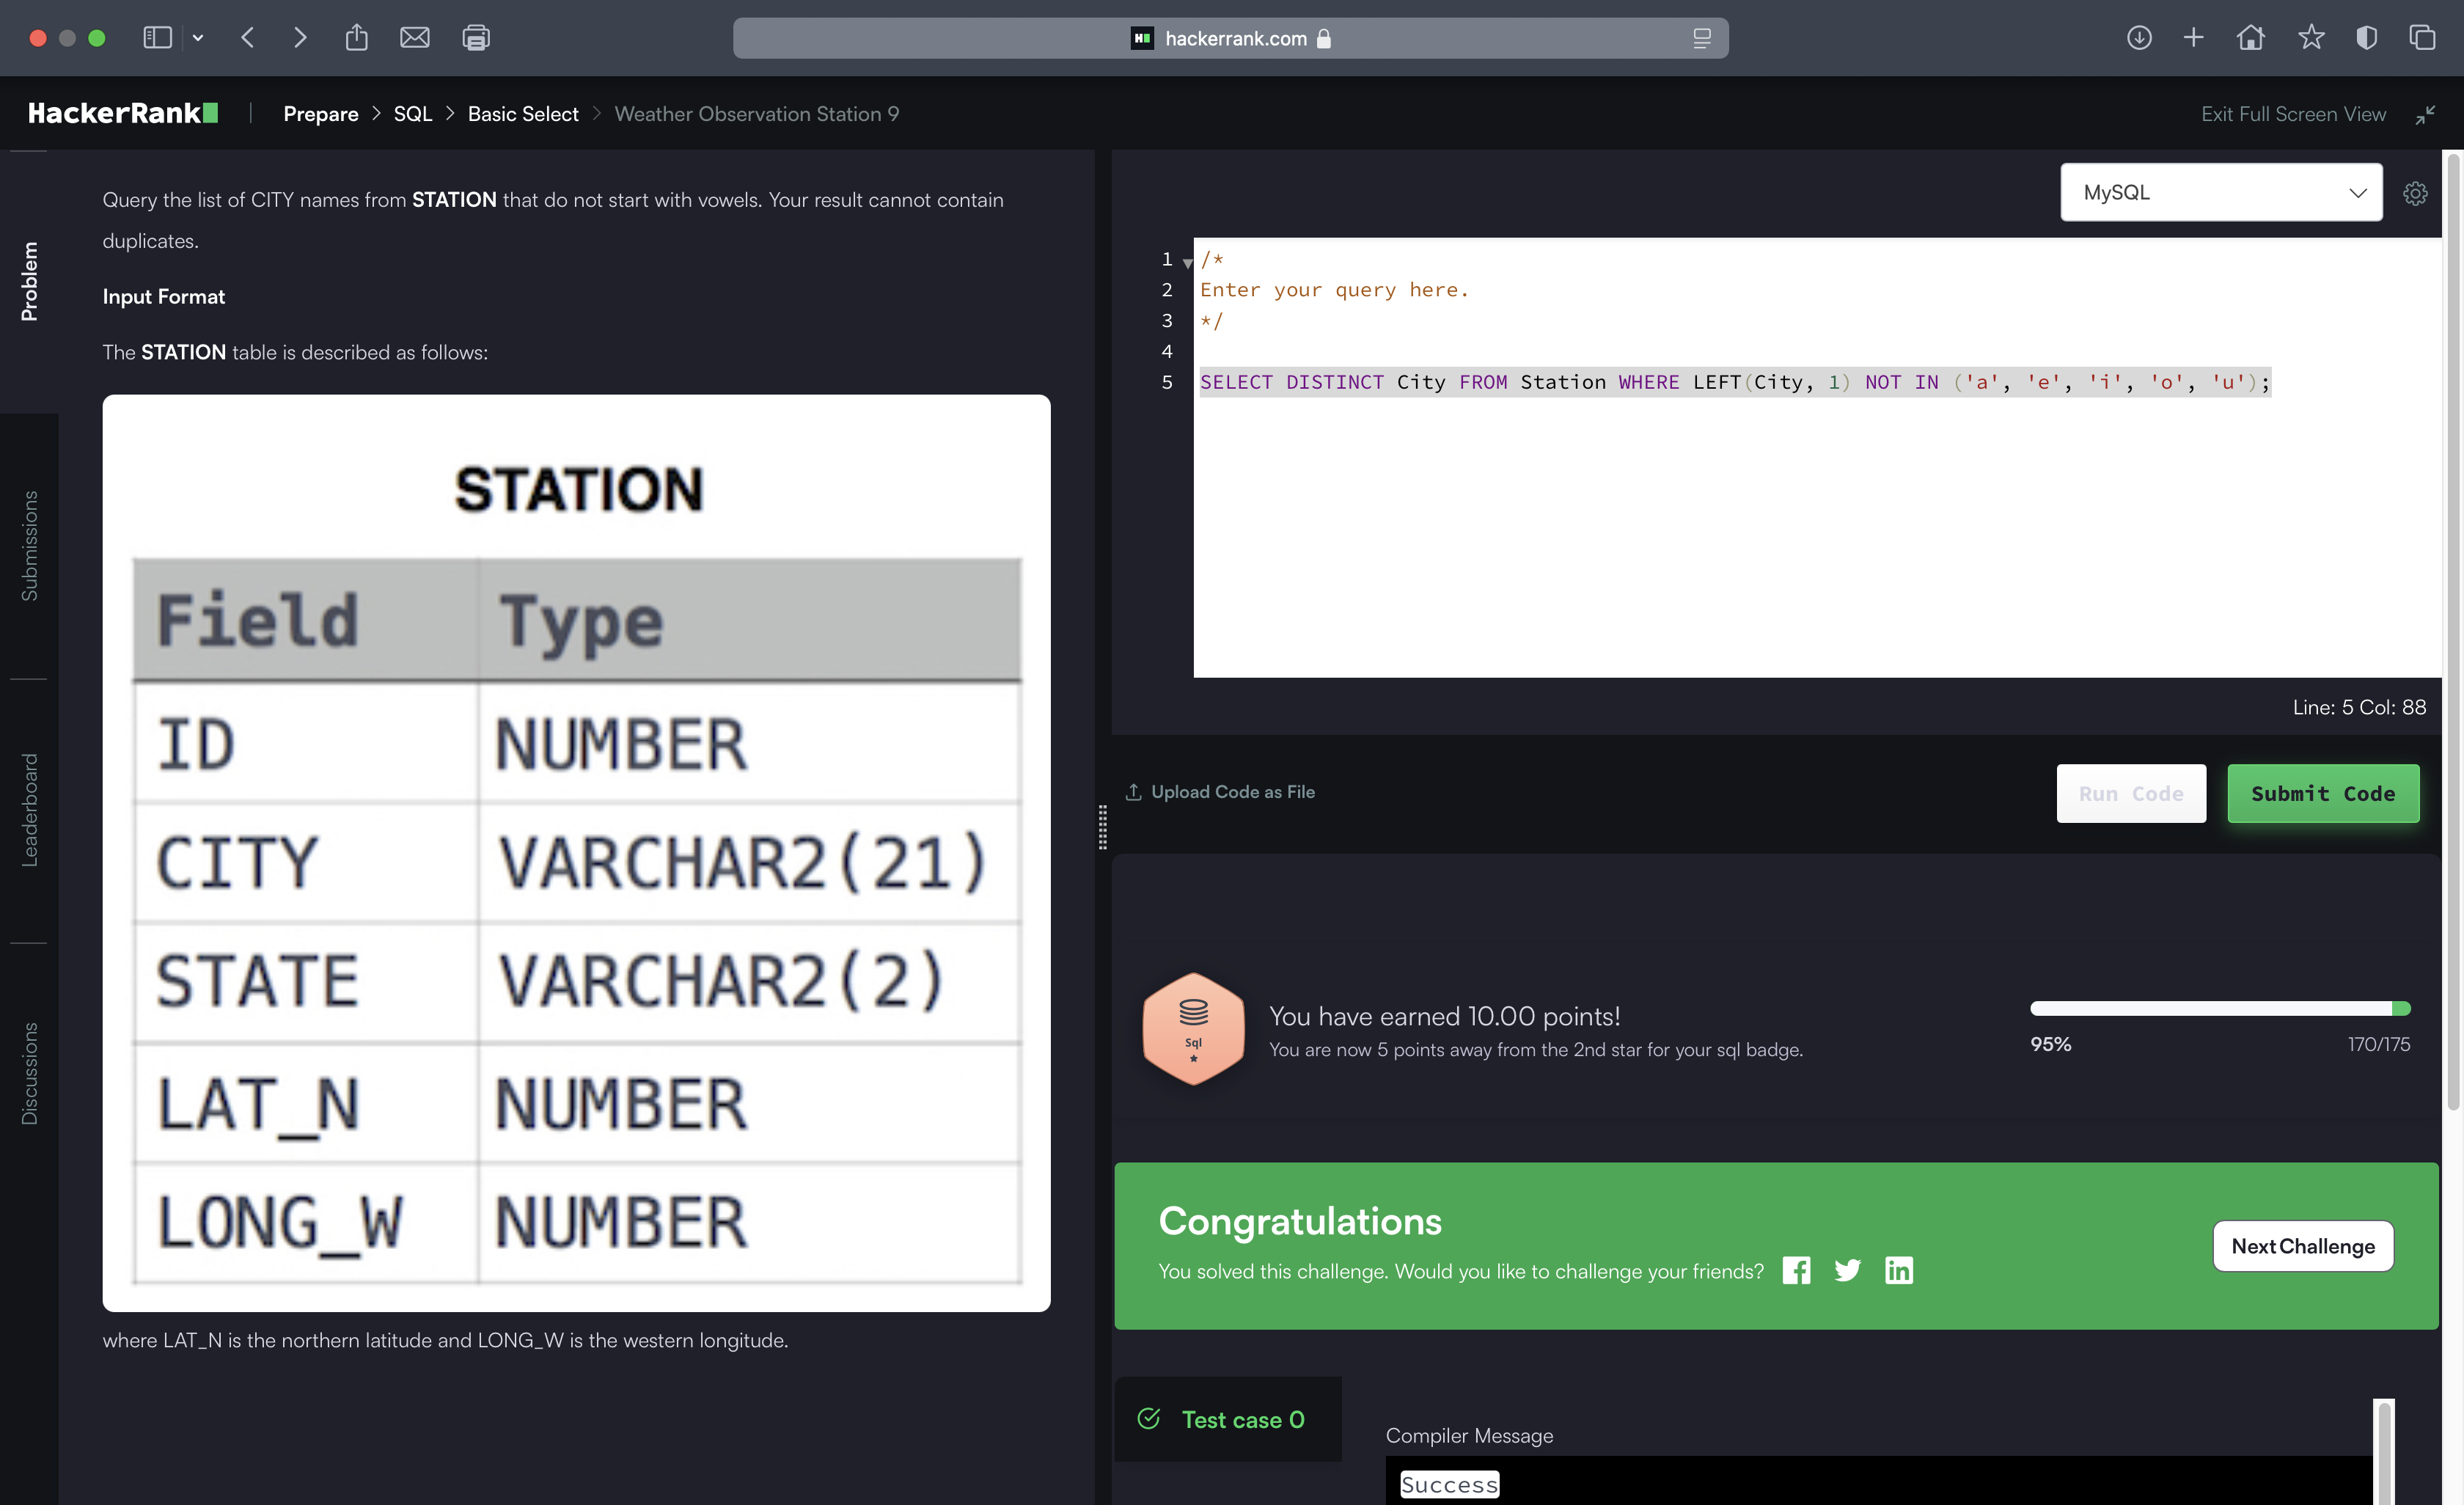 hackerrank.com
HackerRank
Prepare > SQL > Basic Select > Weather Observation Station 9
Exit Full Screen View
Problem
Submissions
Leaderboard
Discussions
Query the list of CITY names from STATION that do not start with vowels. Your result cannot contain
duplicates.
Input Format
The STATION table is described as follows:
STATION
Field Type
ID NUMBER
CITY VARCHAR2(21)
STATE VARCHAR2(2)
LAT_N NUMBER
LONG_W NUMBER
where LAT_N is the northern latitude and LONG_W is the western longitude.
MySQL
1 /*
2 Enter your query here.
3 */
4
5 SELECT DISTINCT City FROM Station WHERE LEFT(City, 1) NOT IN ('a', 'e', 'i', 'o', 'u');
Line: 5 Col: 88
Upload Code as File
Run Code
Submit Code
Sql
You have earned 10.00 points!
You are now 5 points away from the 2nd star for your sql badge.
95% 170/175
Congratulations
You solved this challenge. Would you like to challenge your friends?
Next Challenge
Test case 0
Compiler Message
Success